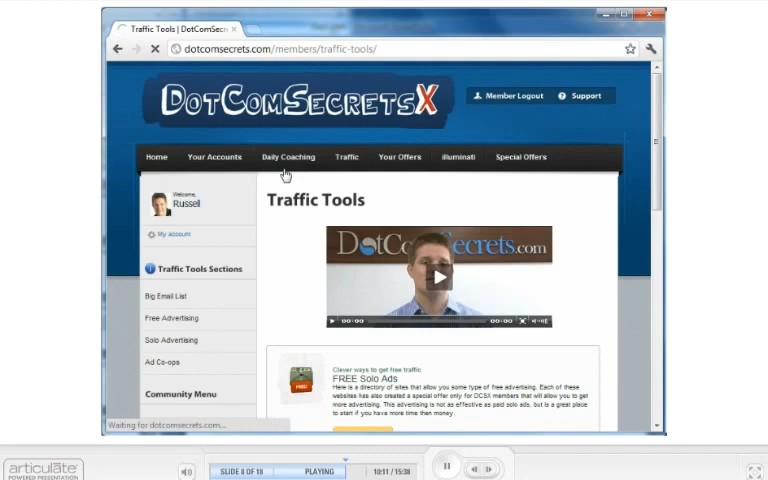 Traffic Tools | DotComSecr
dotcomsecrets.com/members/traffic-tools/
DOTCOMSECRETSX
Member Logout
Support
Home
Your Accounts
Daily Coaching
Traffic
Your Offers
illuminati
Special Offers
Welcome,
Russell
My account
Traffic Tools Sections
Big Email List
Free Advertising
Solo Advertising
Ad Co-ops
Community Menu
Traffic Tools
DotComSecrets.com
00:00
00:00
FREE!
Clever ways to get free traffic
FREE Solo Ads
Here is a directory of sites that allow you some type of free advertising. Each of these
websites has also created a special offer only for DCSX members that will allow you to get
more advertising. This advertising is not as effective as paid solo ads, but is a great place
to start if you have more time then money.
Waiting for dotcomsecrets.com...
articulate
POWERED PRESENTATION
SLIDE 8 OF 18
PLAYING
10:11 / 15:38